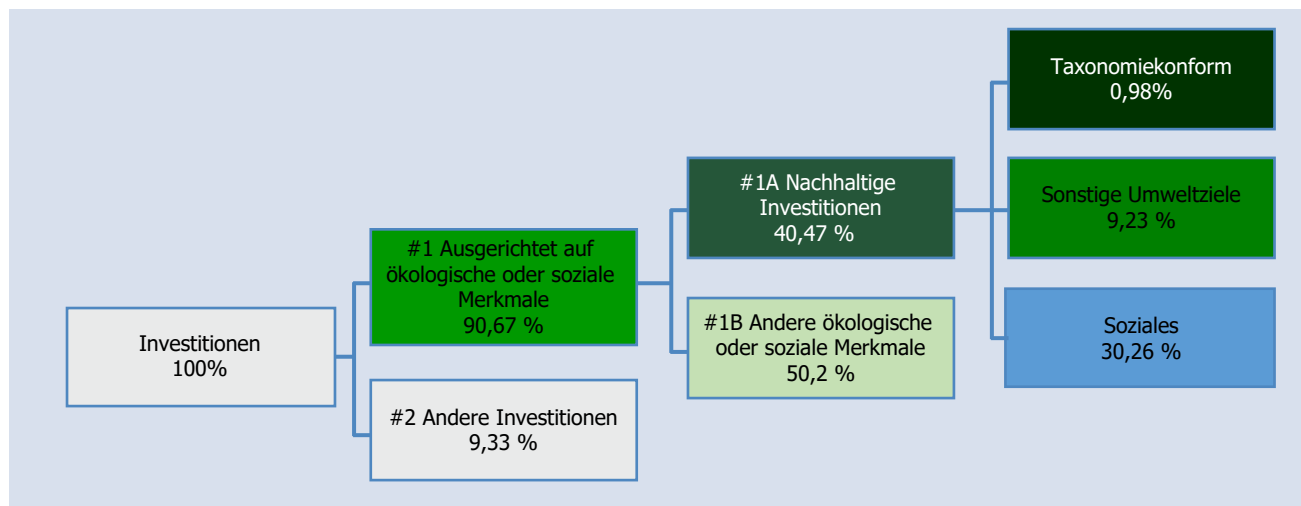 Investitionen
100%
#1 Ausgerichtet auf
ökologische oder soziale
Merkmale
90,67 %
#2 Andere Investitionen
9,33 %
#1A Nachhaltige
Investitionen
40,47 %
#1B Andere ökologische
oder soziale Merkmale
50,2 %
Taxonomiekonform
0,98%
Sonstige Umweltziele
9,23 %
Soziales
30,26 %